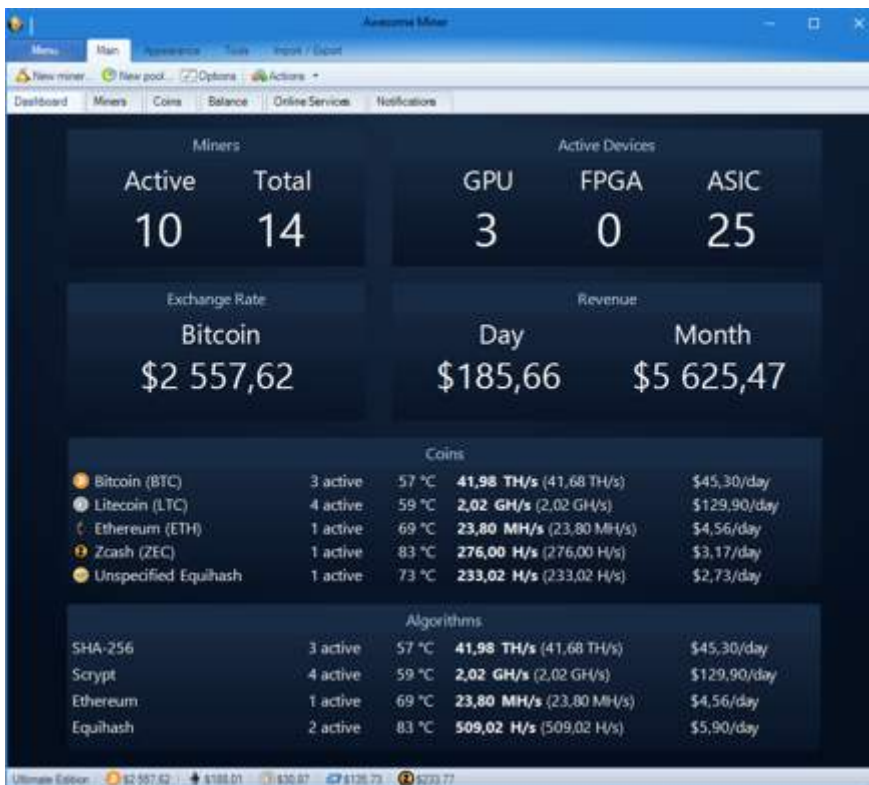 Awesome Miner
Menu Main Appearance Tools Import / Export
New miner... New pool... Options Actions
Dashboard Miners Coins Balance Online Services Notifications
Miners
Active Total
10 14
Active Devices
GPU FPGA ASIC
3 0 25
Exchange Rate
Bitcoin
$2 557,62
Revenue
Day Month
$185,66 $5 625,47
Coins
Bitcoin (BTC) 3 active 57 °C 41,98 TH/s (41,68 TH/s) $45,30/day
Litecoin (LTC) 4 active 59 °C 2,02 GH/s (2,02 GH/s) $129,90/day
Ethereum (ETH) 1 active 69 °C 23,80 MH/s (23,80 MH/s) $4,56/day
Zcash (ZEC) 1 active 83 °C 276,00 H/s (276,00 H/s) $3,17/day
Unspecified Equihash 1 active 73 °C 233,02 H/s (233,02 H/s) $2,73/day
Algorithms
SHA-256 3 active 57 °C 41,98 TH/s (41,68 TH/s) $45,30/day
Scrypt 4 active 59 °C 2,02 GH/s (2,02 GH/s) $129,90/day
Ethereum 1 active 69 °C 23,80 MH/s (23,80 MH/s) $4,56/day
Equihash 2 active 83 °C 509,02 H/s (509,02 H/s) $5,90/day
Ultimate Edition $2 557.62 $233.77